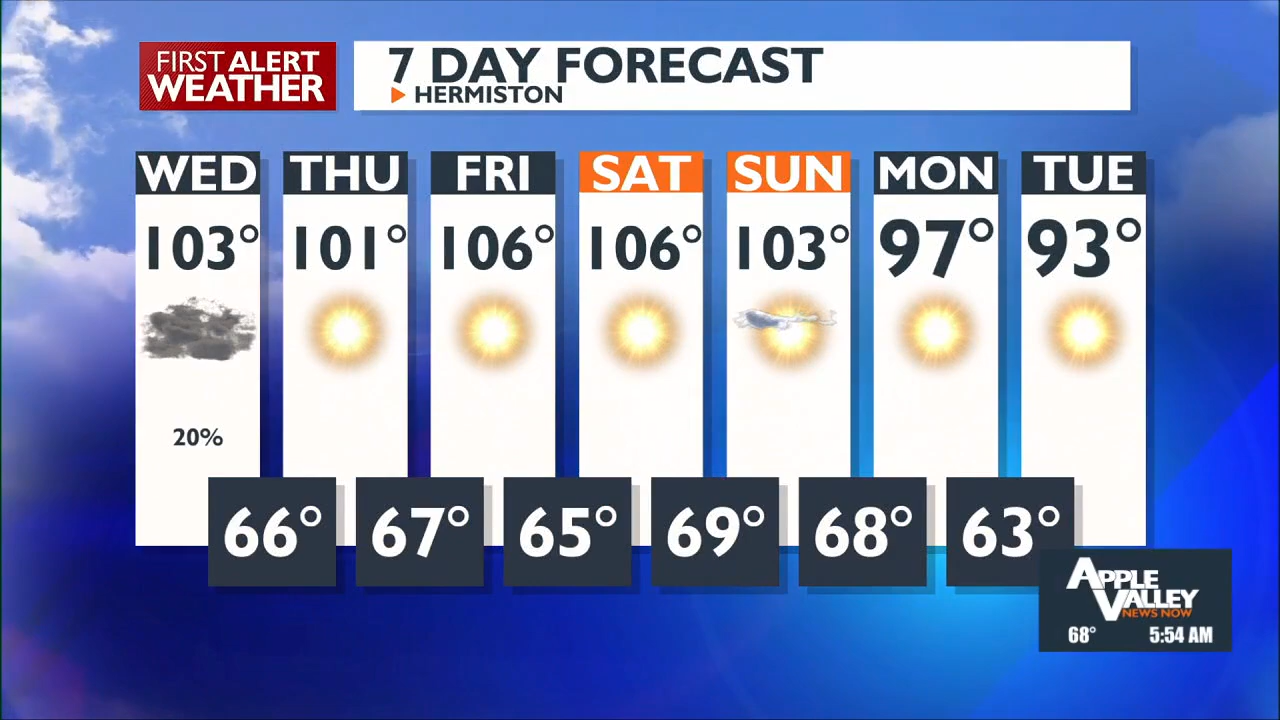 FIRST ALERT
WEATHER
7 DAY FORECAST
HERMISTON
WED THU FRI SAT SUN MON TUE
103° 101° 106° 106° 103° 97° 93°
20%
66° 67° 65° 69° 68° 63°
APPLE
VALLEY
NEWS NOW
68° 5:54 AM